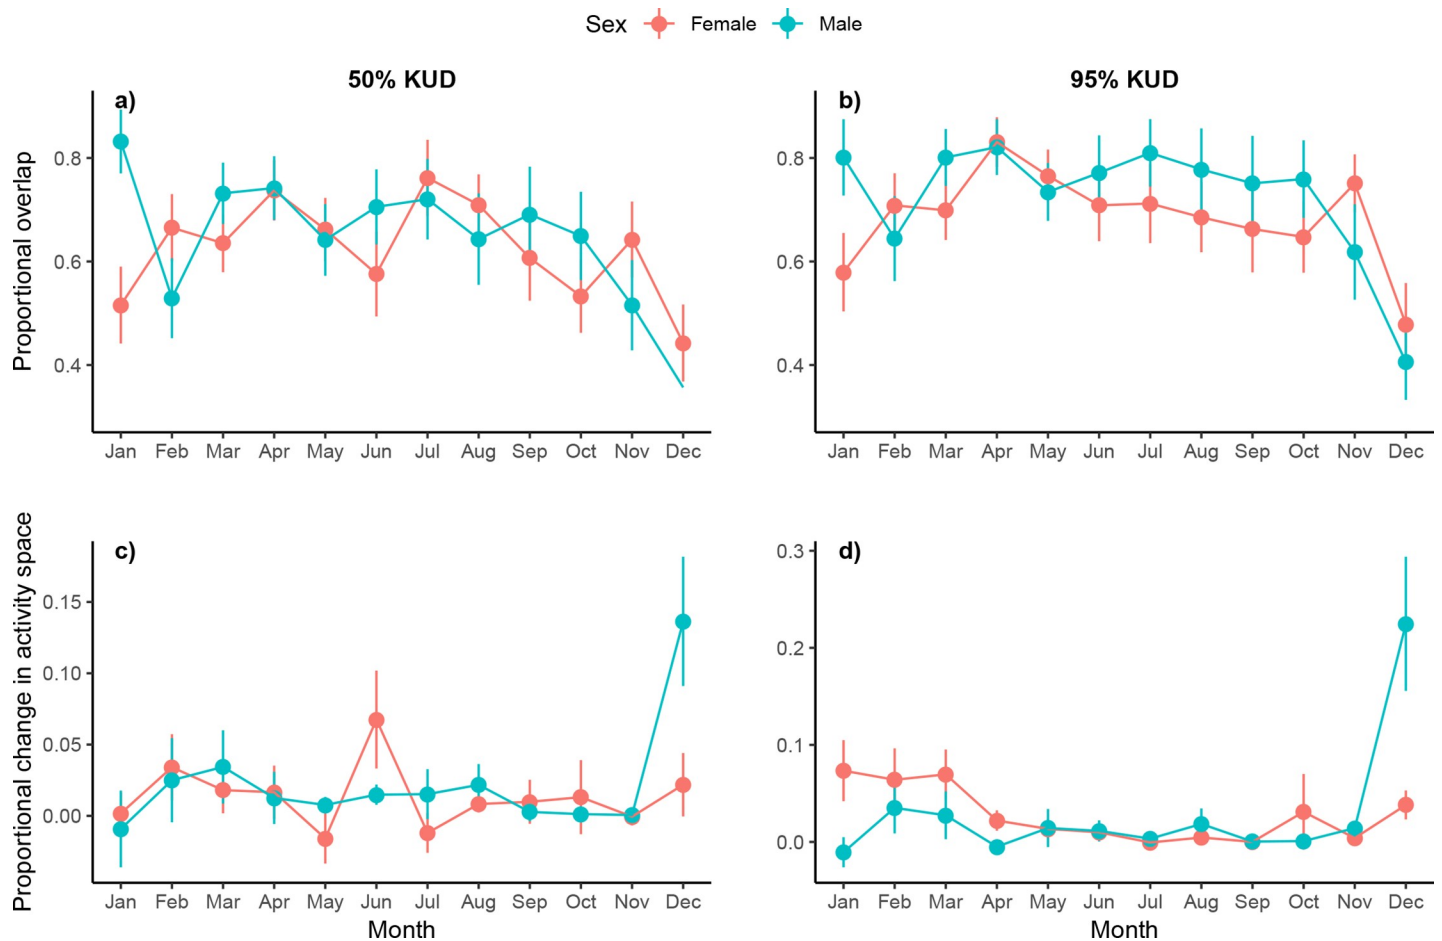 Sex Female Male
50% KUD
95% KUD
a)
b)
Proportional overlap
0.8
0.6
0.4
0.8
0.6
0.4
Jan Feb Mar Apr May Jun Jul Aug Sep Oct Nov Dec
Jan Feb Mar Apr May Jun Jul Aug Sep Oct Nov Dec
c)
d)
Proportional change in activity space
0.15
0.10
0.05
0.00
0.3
0.2
0.1
0.0
Jan Feb Mar Apr May Jun Jul Aug Sep Oct Nov Dec
Jan Feb Mar Apr May Jun Jul Aug Sep Oct Nov Dec
Month
Month